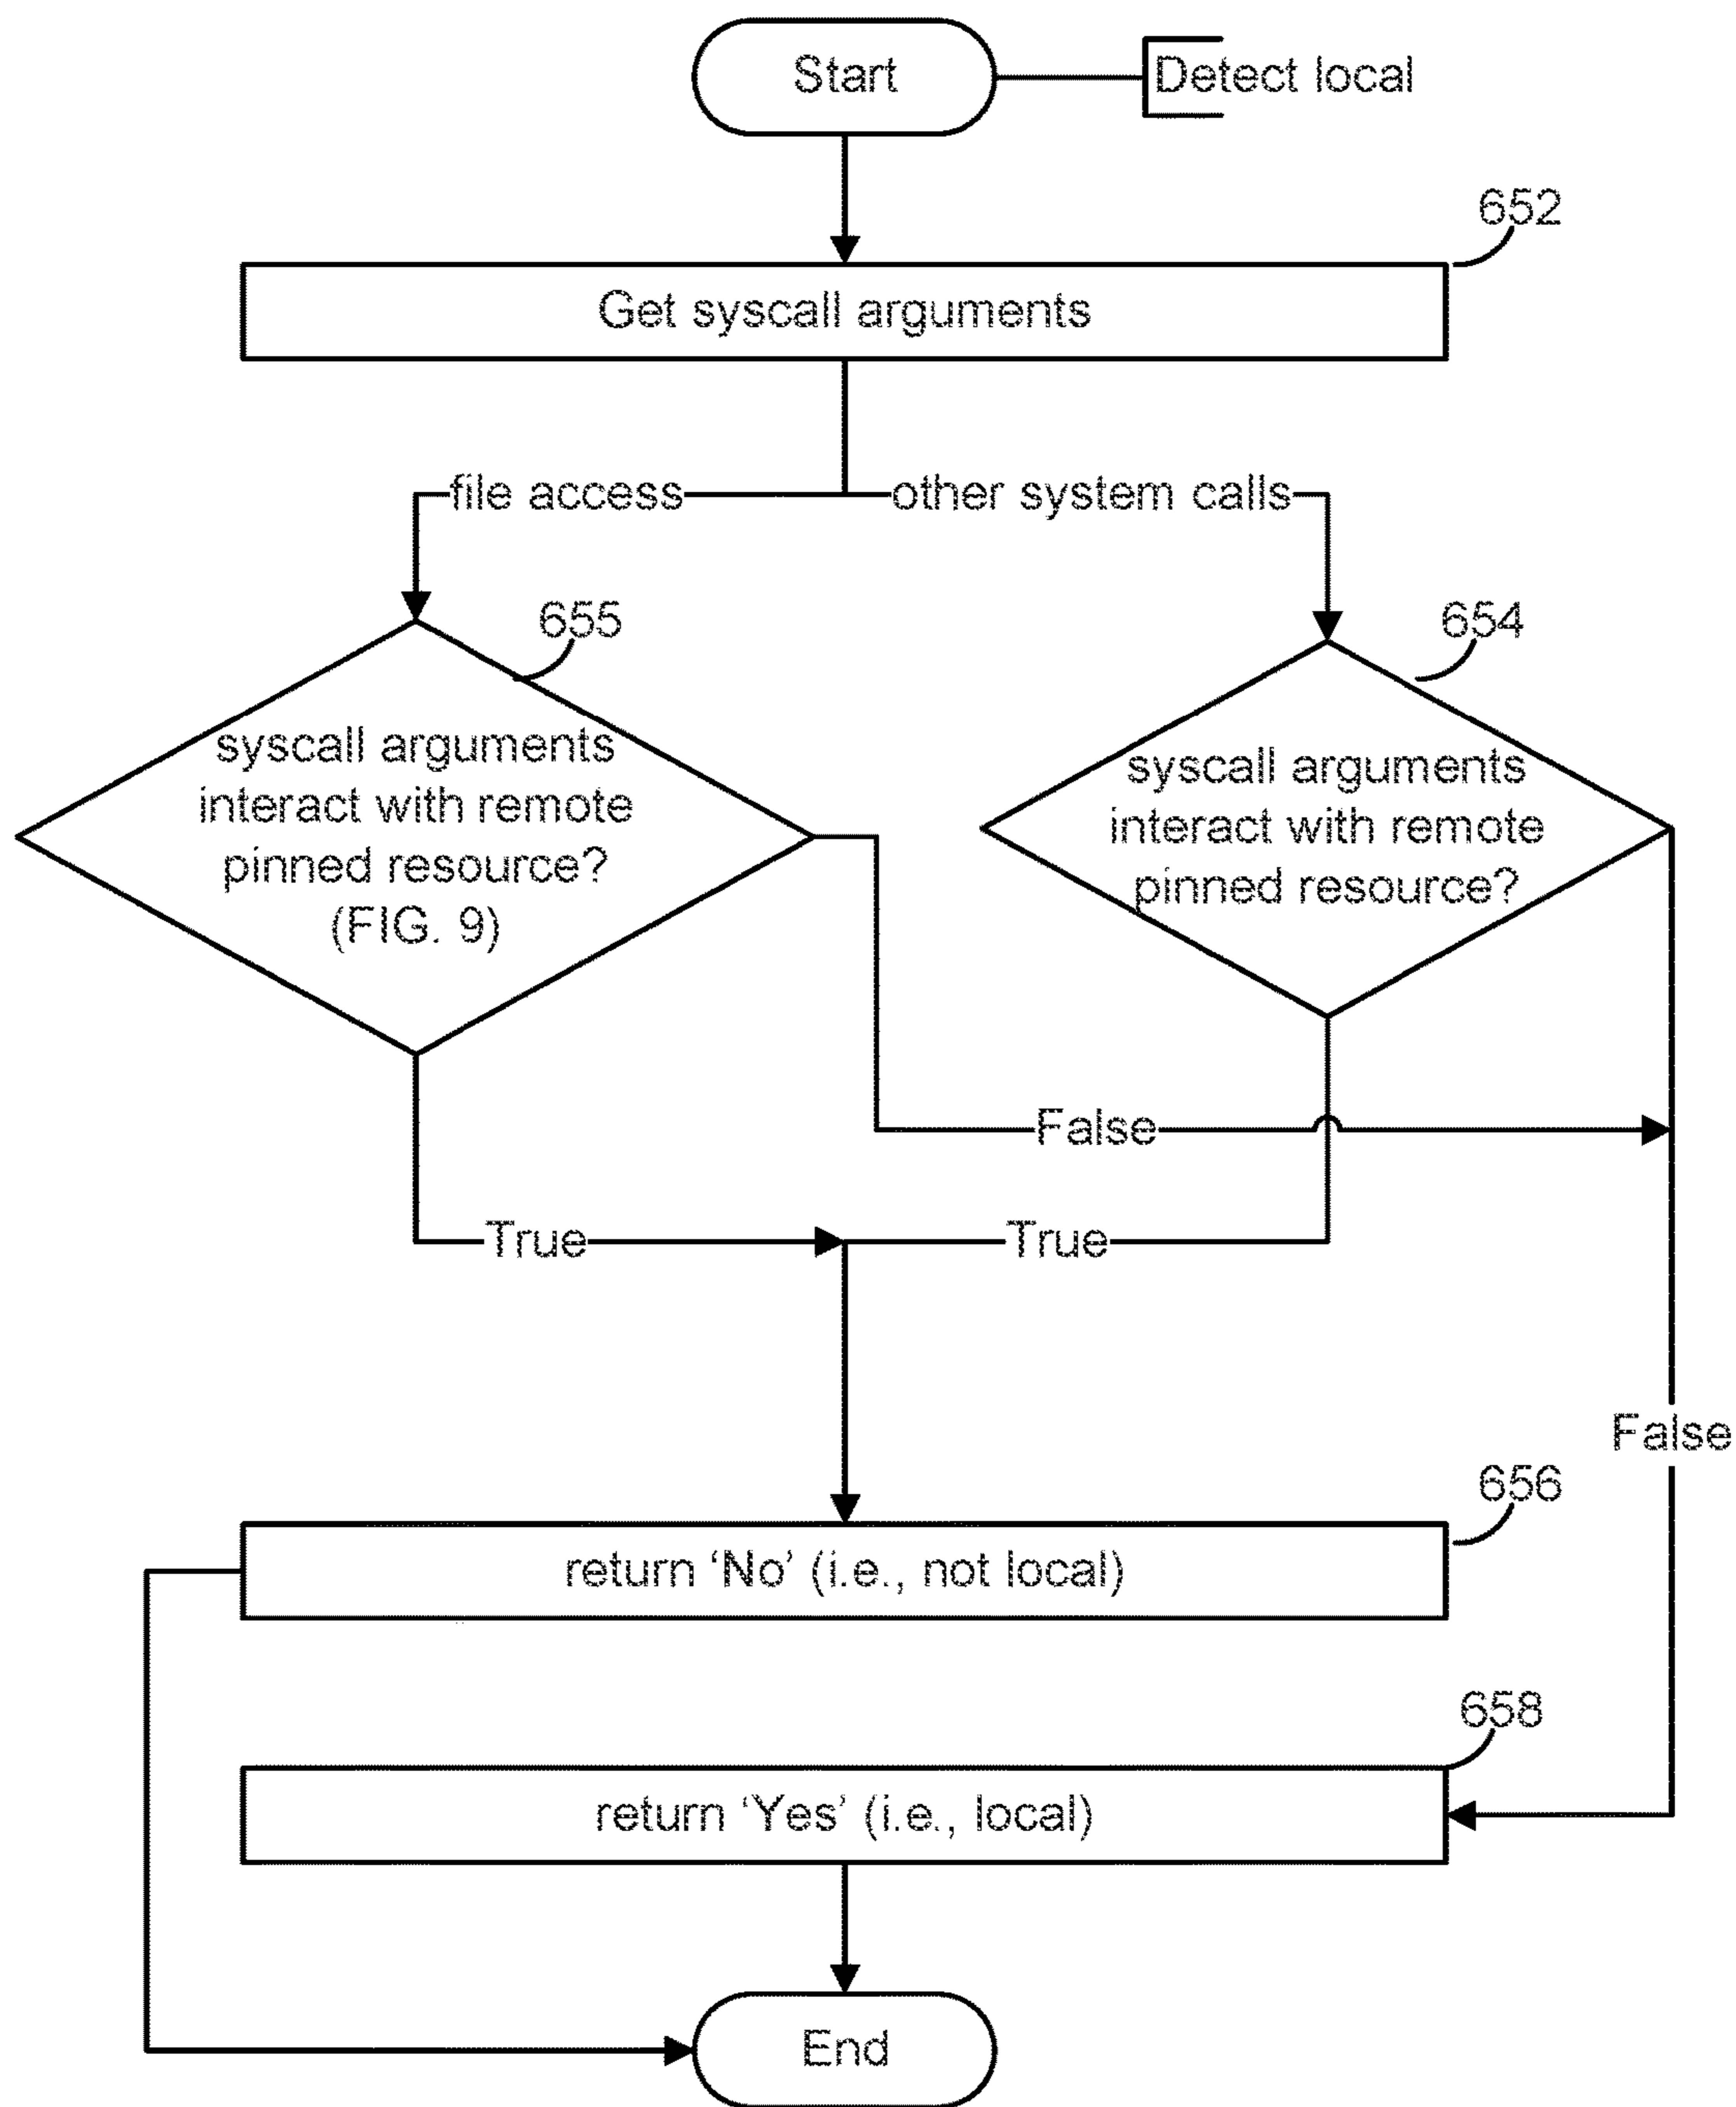 Start
Detect local
652
Get syscall arguments
file access
other system calls
655
654
syscall arguments
interact with remote
pinned resource?
(FIG. 9)
syscall arguments
interact with remote
pinned resource?
False
True
True
False
656
return ‘No’ (i.e., not local)
658
return ‘Yes’ (i.e., local)
End